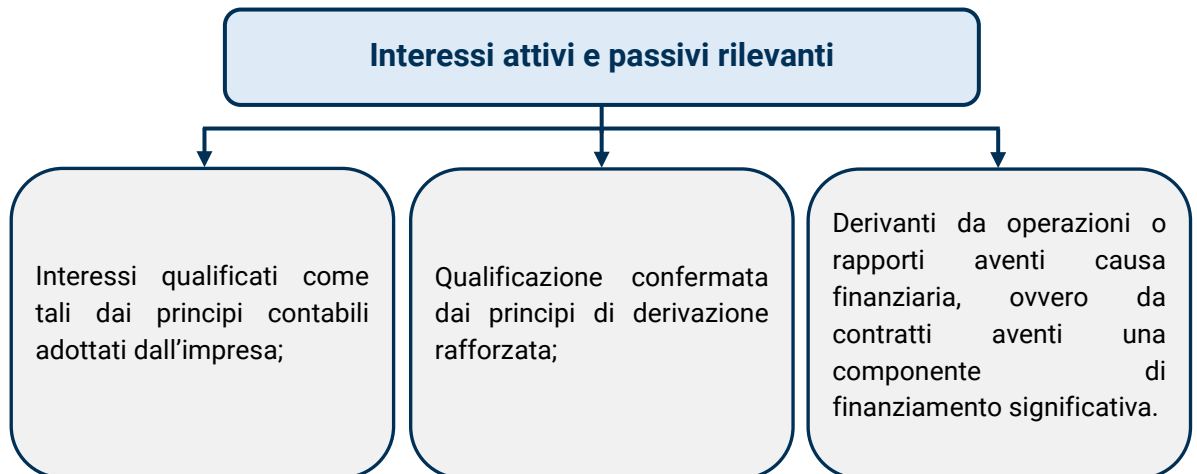 Interessi attivi e passivi rilevanti
Interessi qualificati come
tali dai principi contabili
adottati dall’impresa;
Qualificazione confermata
dai principi di derivazione
rafforzata;
Derivanti da operazioni o
rapporti aventi causa
finanziaria, ovvero da
contratti aventi una
componente di
finanziamento significativa.